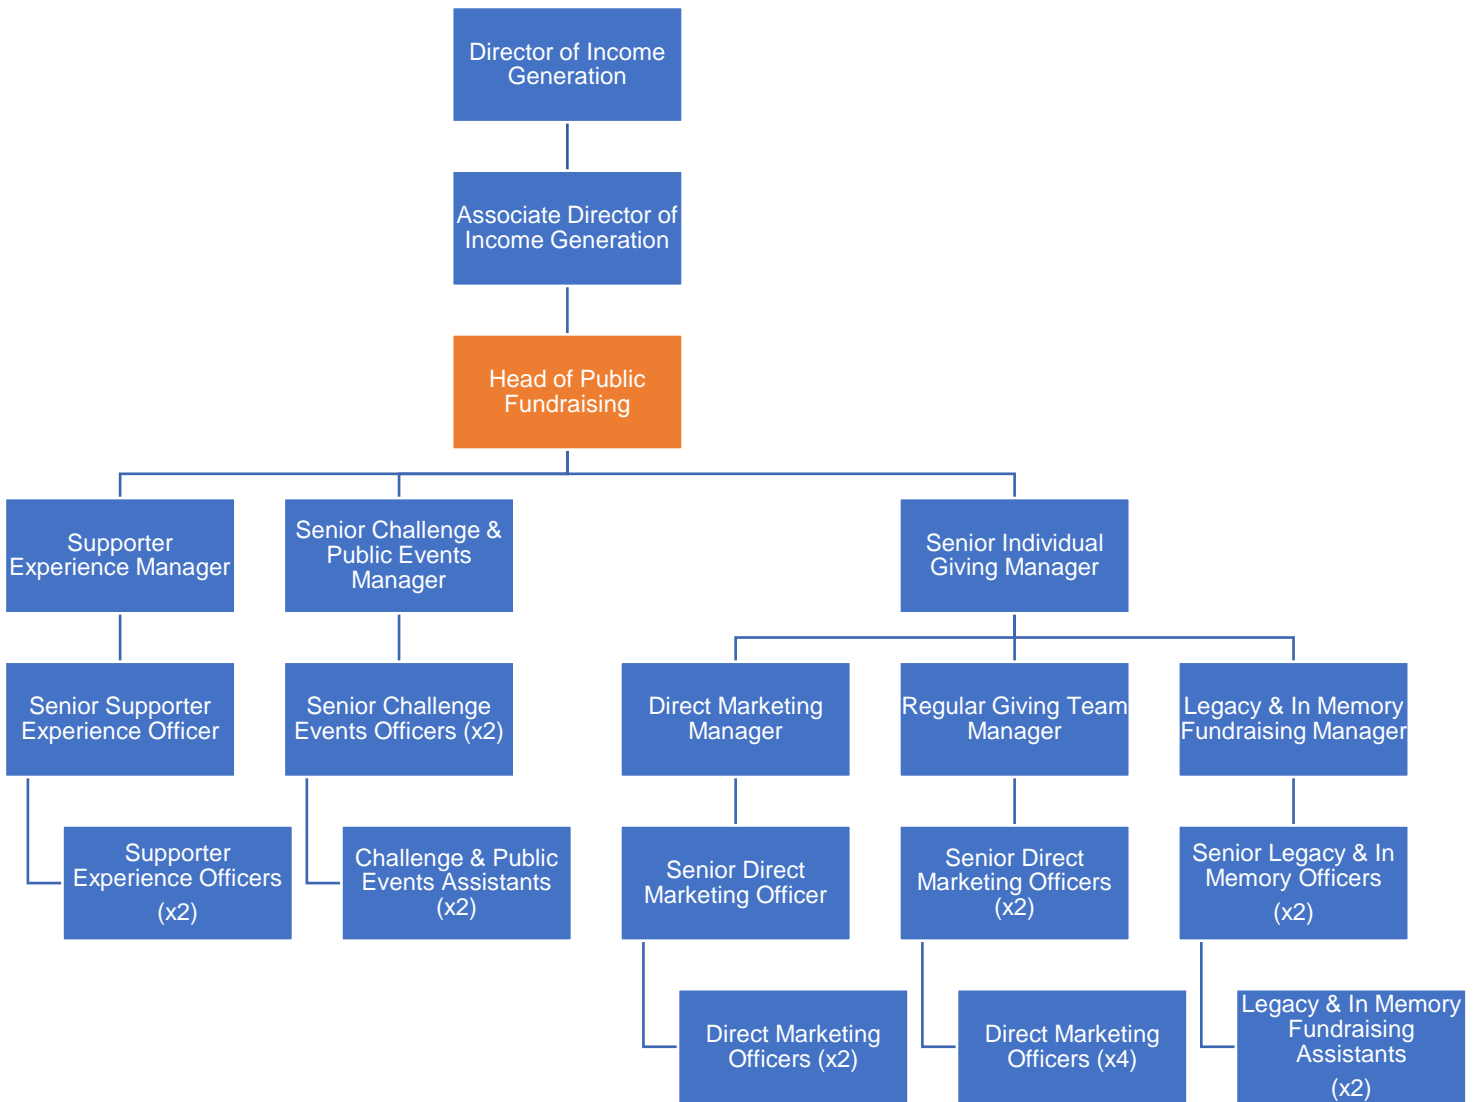 Director of Income
Generation
Associate Director of
Income Generation
Head of Public
Fundraising
Supporter
Experience Manager
Senior Challenge &
Public Events
Manager
Senior Individual
Giving Manager
Senior Supporter
Experience Officer
Senior Challenge
Events Officers (x2)
Direct Marketing
Manager
Regular Giving Team
Manager
Legacy & In Memory
Fundraising Manager
Supporter
Experience Officers
(x2)
Challenge & Public
Events Assistants
(x2)
Senior Direct
Marketing Officer
Senior Direct
Marketing Officers
(x2)
Senior Legacy & In
Memory Officers
(x2)
Direct Marketing
Officers (x2)
Direct Marketing
Officers (x4)
Legacy & In Memory
Fundraising
Assistants
(x2)